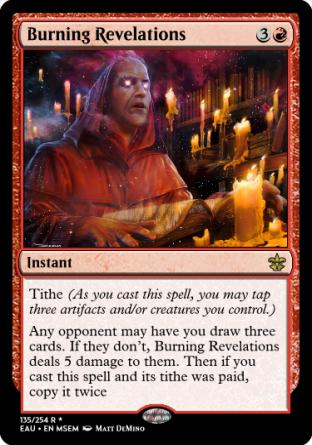 Burning Revelations 3
Instant
Tithe (As you cast this spell, you may tap
three artifacts and/or creatures you control.)
Any opponent may have you draw three
cards. If they don't, Burning Revelations
deals 5 damage to them. Then if you
cast this spell and its tithe was paid,
copy it twice
135/254 R *
EAU • EN MSEM Matt DeMino